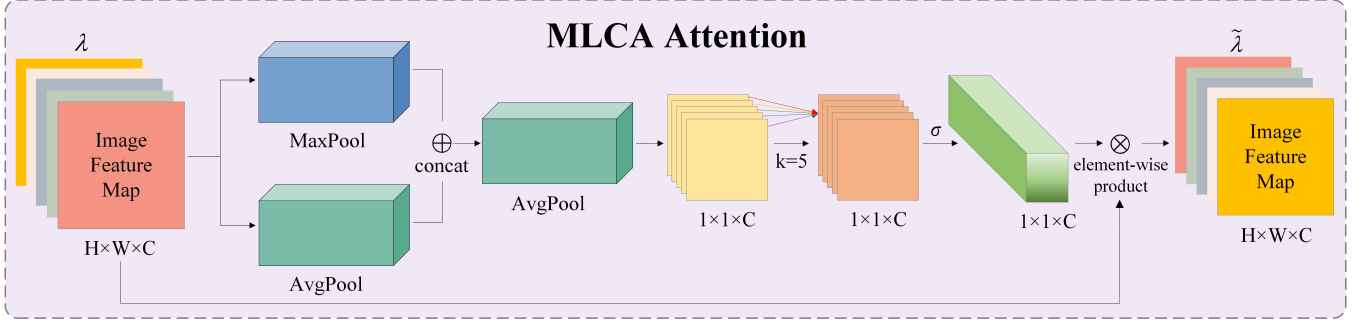 MLCA Attention
λ
Image
Feature
Map
H×W×C
MaxPool
AvgPool
⊕
concat
AvgPool
1×1×C
k=5
1×1×C
σ
1×1×C
⊗
element-wise
product
λ̃
Image
Feature
Map
H×W×C